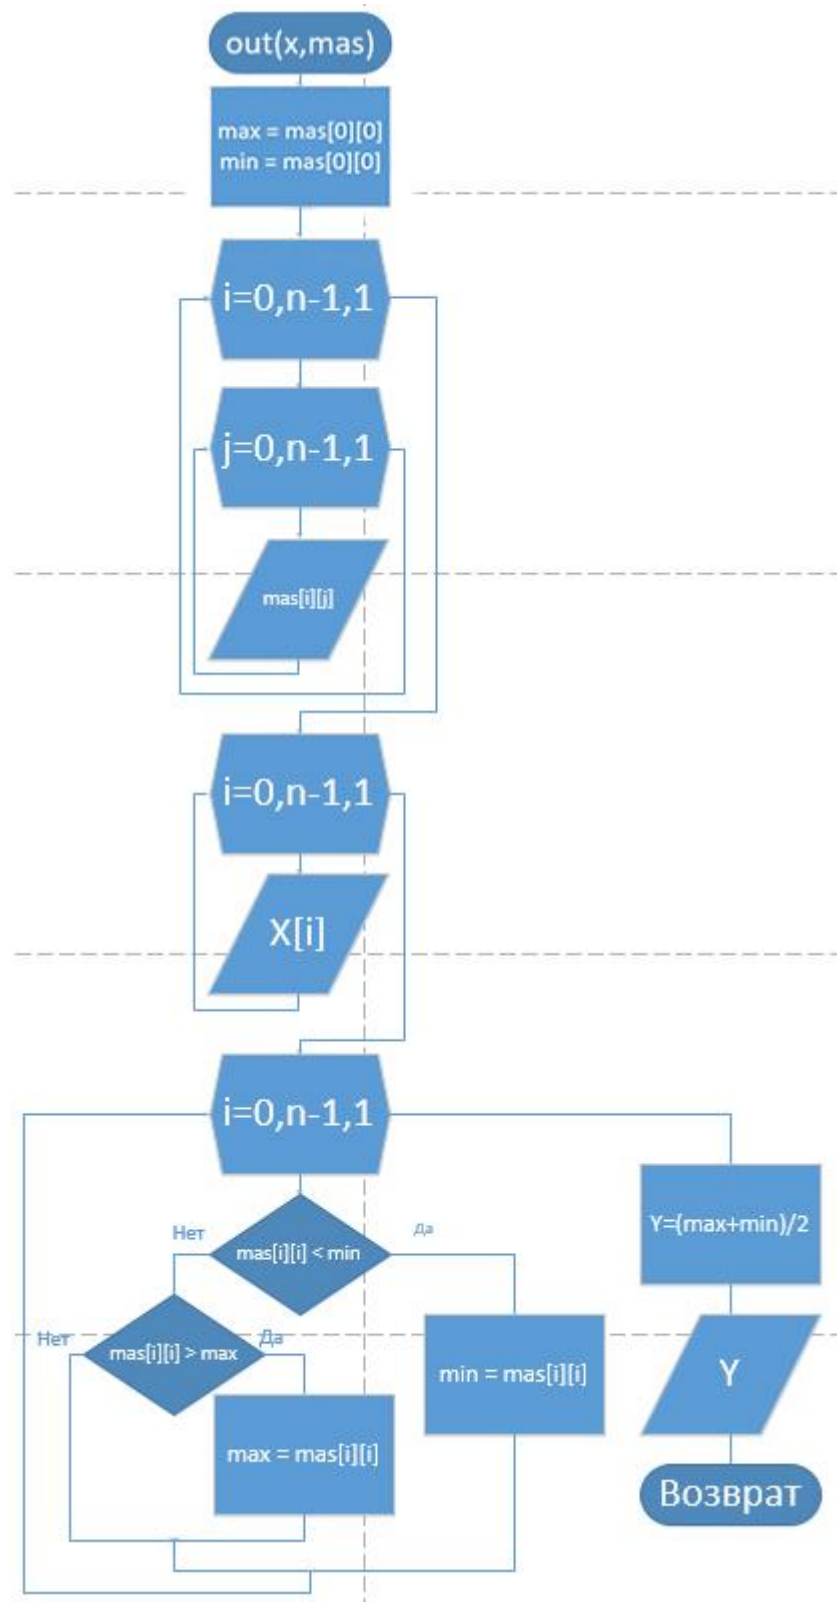 out(x,mas)
max = mas[0][0]
min = mas[0][0]
i=0,n-1,1
j=0,n-1,1
mas[i][j]
i=0,n-1,1
X[i]
i=0,n-1,1
Нет
mas[i][i] < min
Да
Y=(max+min)/2
Нет
mas[i][i] > max
Да
min = mas[i][i]
Y
max = mas[i][i]
Возврат